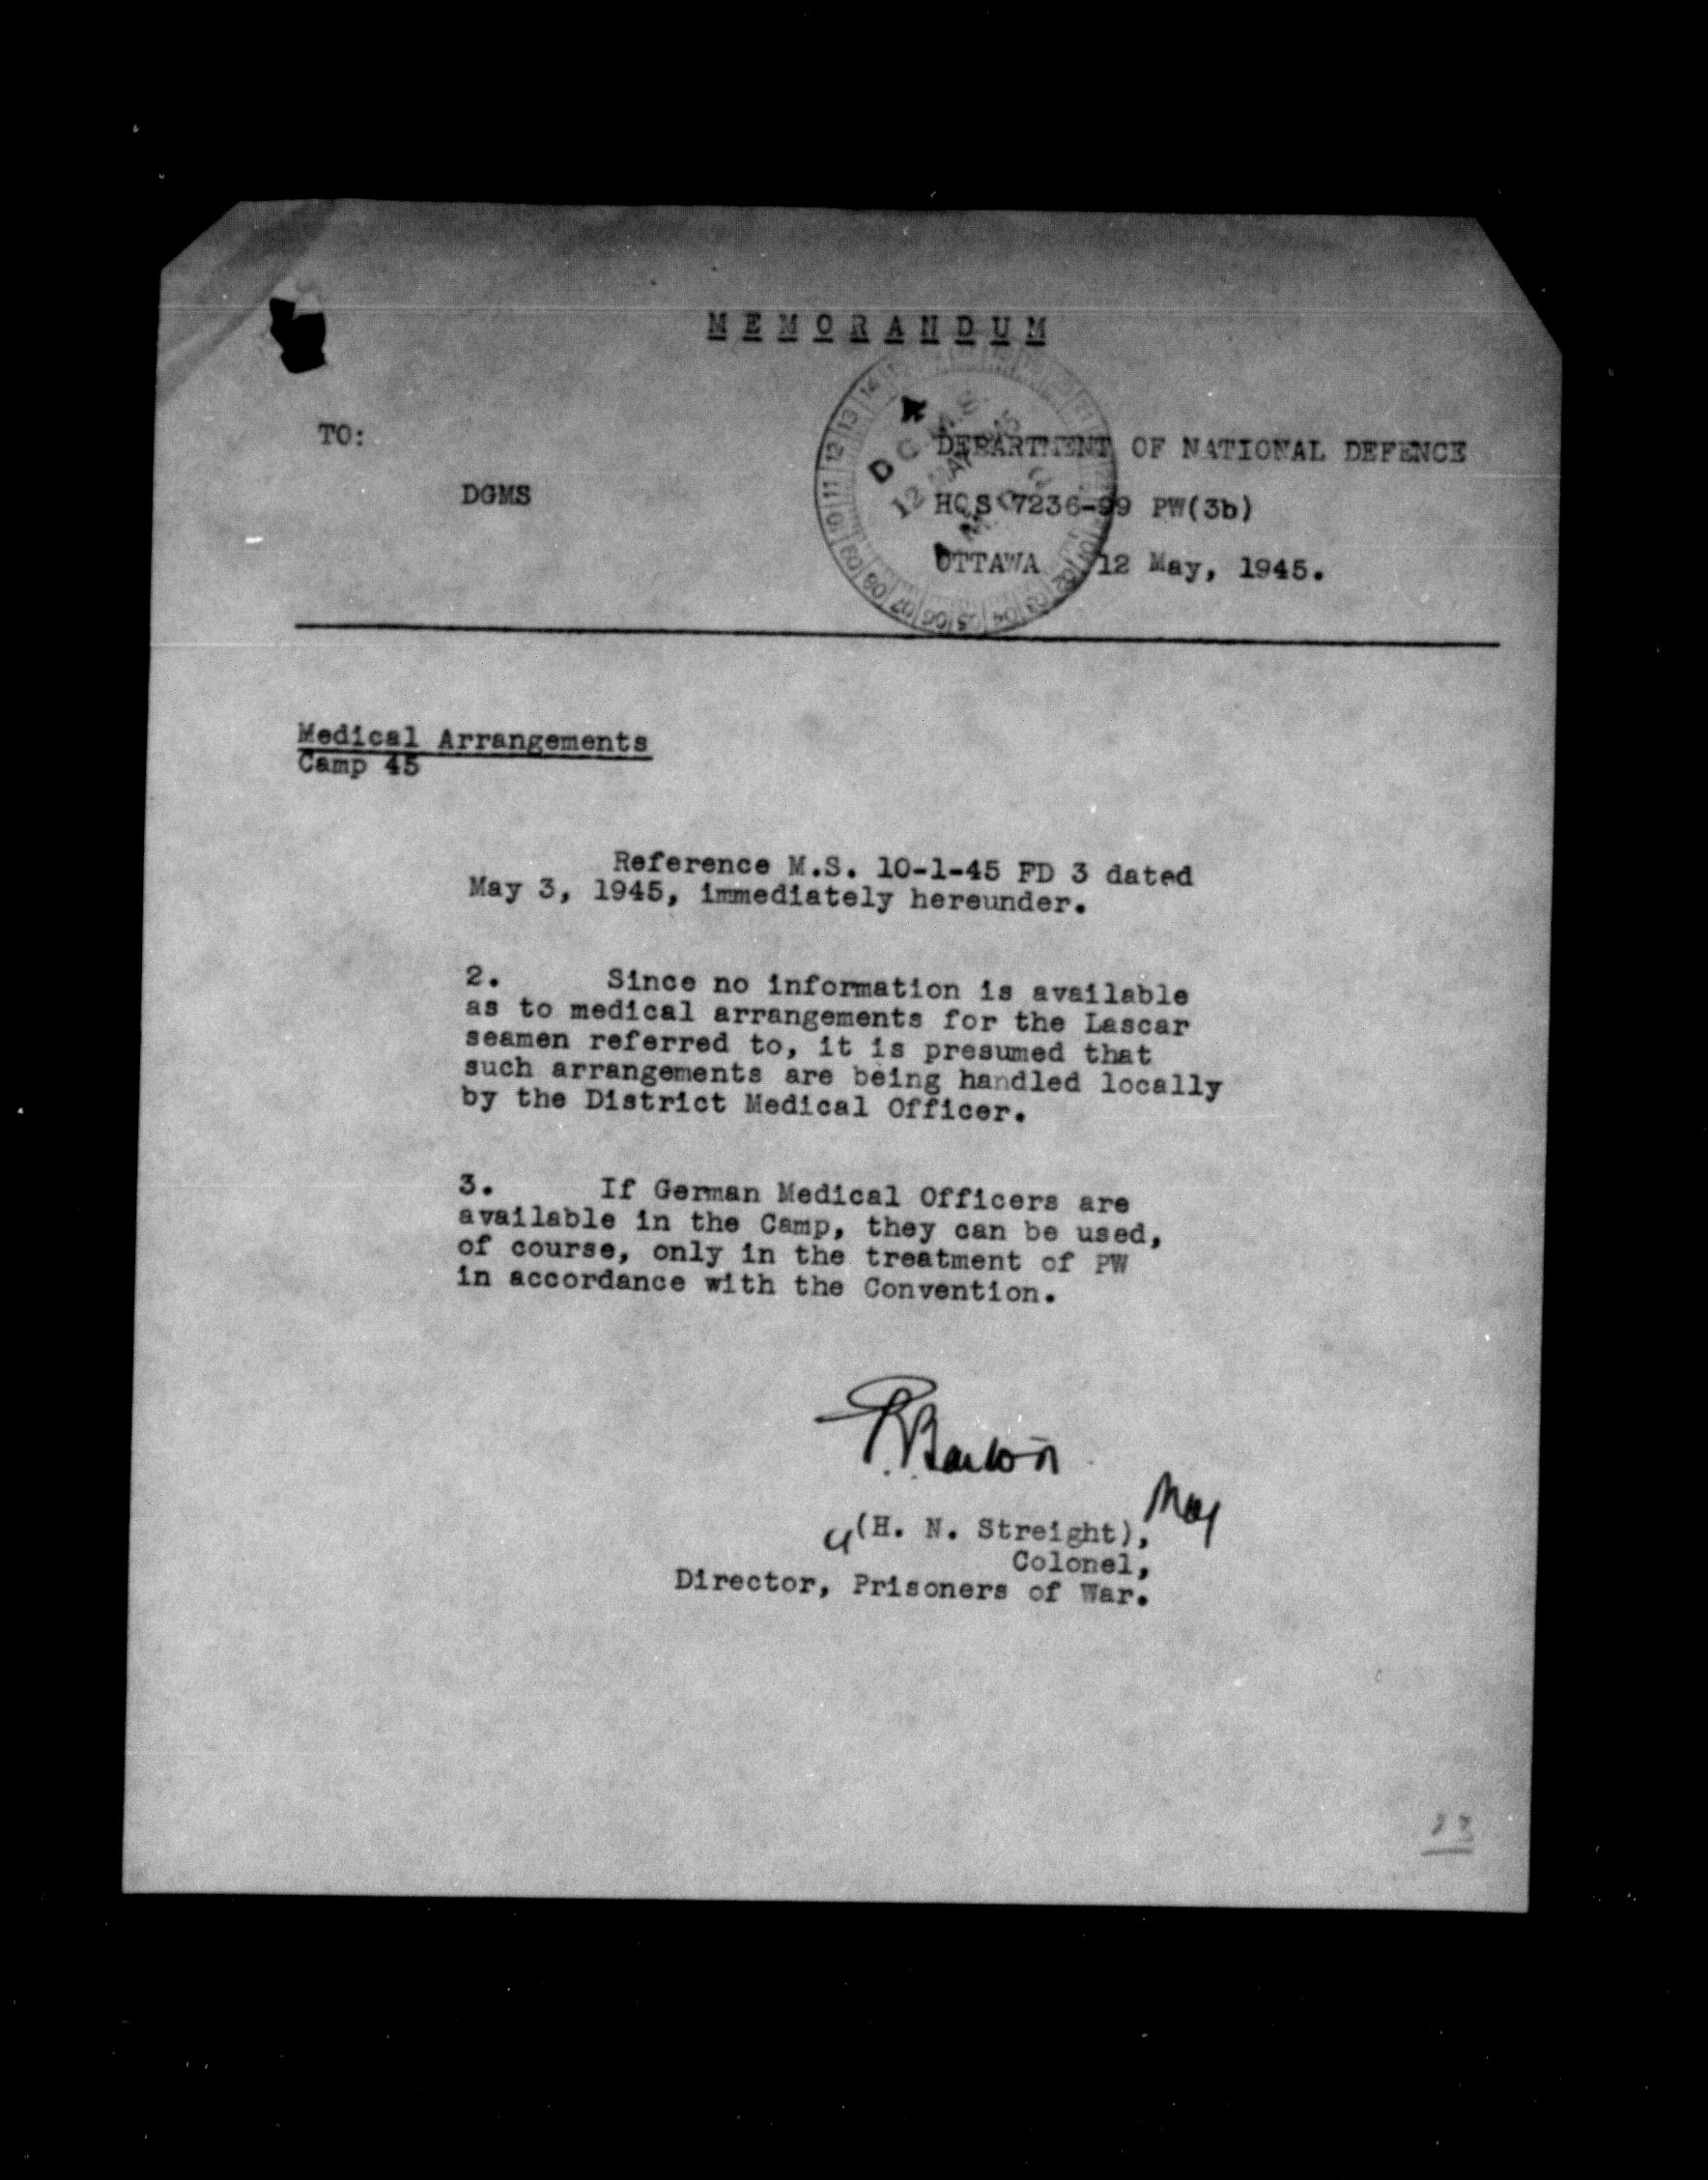 MEMORANDUM
TO:
DEPARTMENT OF NATIONAL DEFENCE
DGMS
HQS 7236-99 PW(3b)
OTTAWA 12 May, 1945.
D.G.M.S.
12 MAY 1945
Medical Arrangements
Camp 45
Reference M.S. 10-1-45 FD 3 dated
May 3, 1945, immediately hereunder.
2. Since no information is available
as to medical arrangements for the Lascar
seamen referred to, it is presumed that
such arrangements are being handled locally
by the District Medical Officer.
3. If German Medical Officers are
available in the Camp, they can be used,
of course, only in the treatment of PW
in accordance with the Convention.
May
(H. N. Streight),
Colonel,
Director, Prisoners of War.